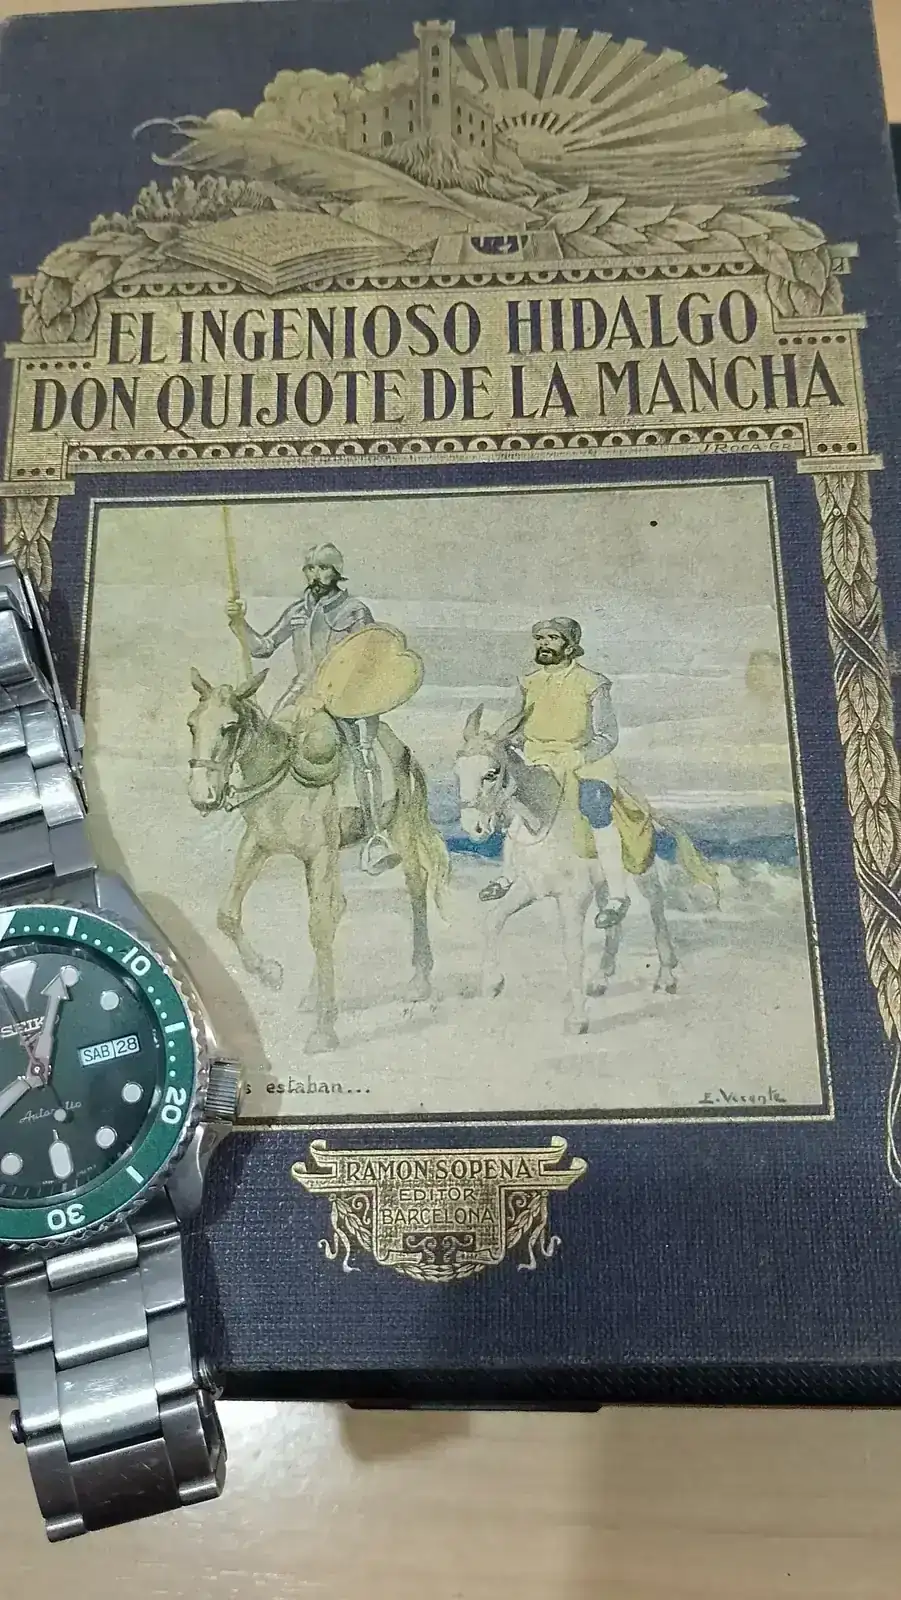 EL INGENIOSO HIDALGO
DON QUIJOTE DE LA MANCHA
J. ROCA-GR
SEIKO
SAB 28
Automatic
10
20
30
estaban...
E. Vicente
RAMON SOPENA
EDITOR
BARCELONA